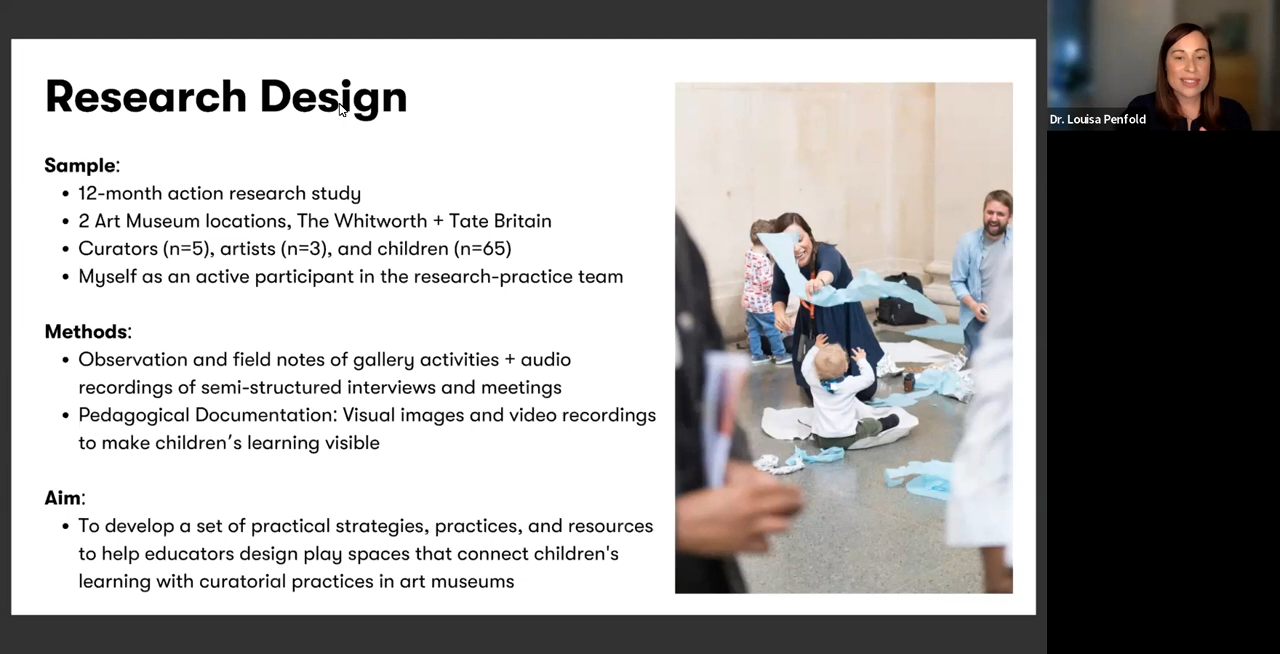 Research Design
Sample:
• 12-month action research study
• 2 Art Museum locations, The Whitworth + Tate Britain
• Curators (n=5), artists (n=3), and children (n=65)
• Myself as an active participant in the research-practice team
Methods:
• Observation and field notes of gallery activities + audio
recordings of semi-structured interviews and meetings
• Pedagogical Documentation: Visual images and video recordings
to make children’s learning visible
Aim:
• To develop a set of practical strategies, practices, and resources
to help educators design play spaces that connect children's
learning with curatorial practices in art museums
Dr. Louisa Penfold